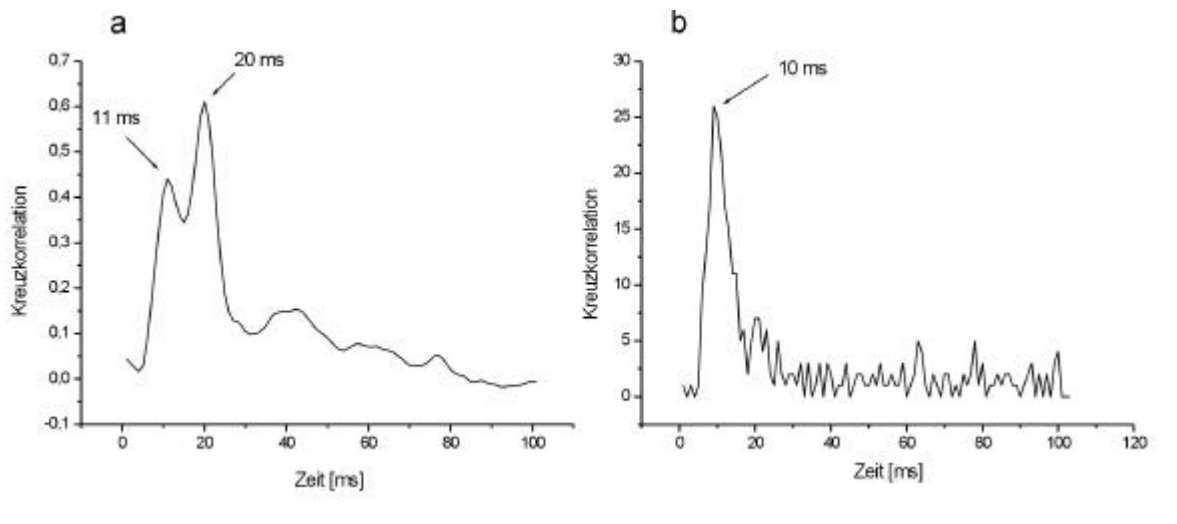 a
0,7
0,6
0,5
0,4
0,3
0,2
0,1
0,0
-0,1
Kreuzkorrelation
11 ms
20 ms
0 20 40 60 80 100
Zeit [ms]
b
30
25
20
15
10
5
0
Kreuzkorrelation
10 ms
0 20 40 60 80 100 120
Zeit [ms]